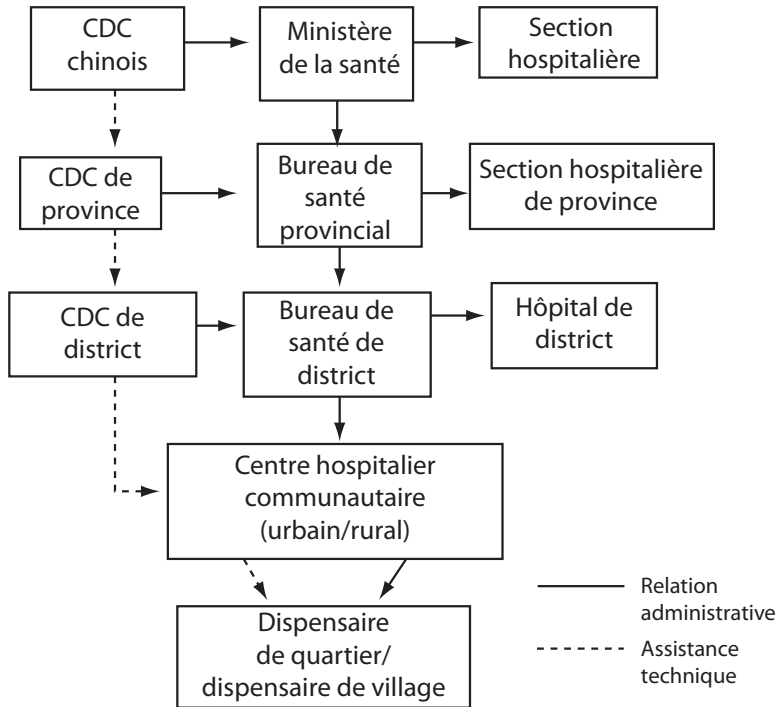 CDC
chinois
Ministère
de la santé
Section
hospitalière
CDC de
province
Bureau de
santé
provincial
Section hospitalière
de province
CDC de
district
Bureau de
santé de
district
Hôpital de
district
Centre hospitalier
communautaire
(urbain/rural)
Dispensaire
de quartier/
dispensaire de village
Relation
administrative
Assistance
technique